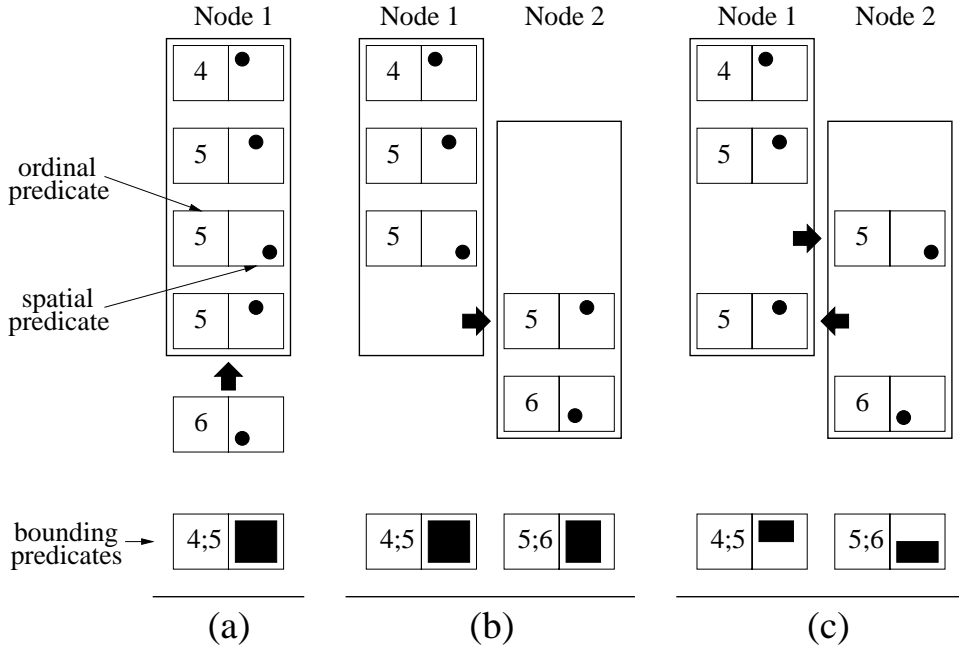 Node 1
Node 1
Node 2
Node 1
Node 2
4
4
4
5
5
5
ordinal
predicate
5
5
5
spatial
predicate
5
5
5
6
6
6
bounding
predicates
4;5
4;5
5;6
4;5
5;6
(a)
(b)
(c)